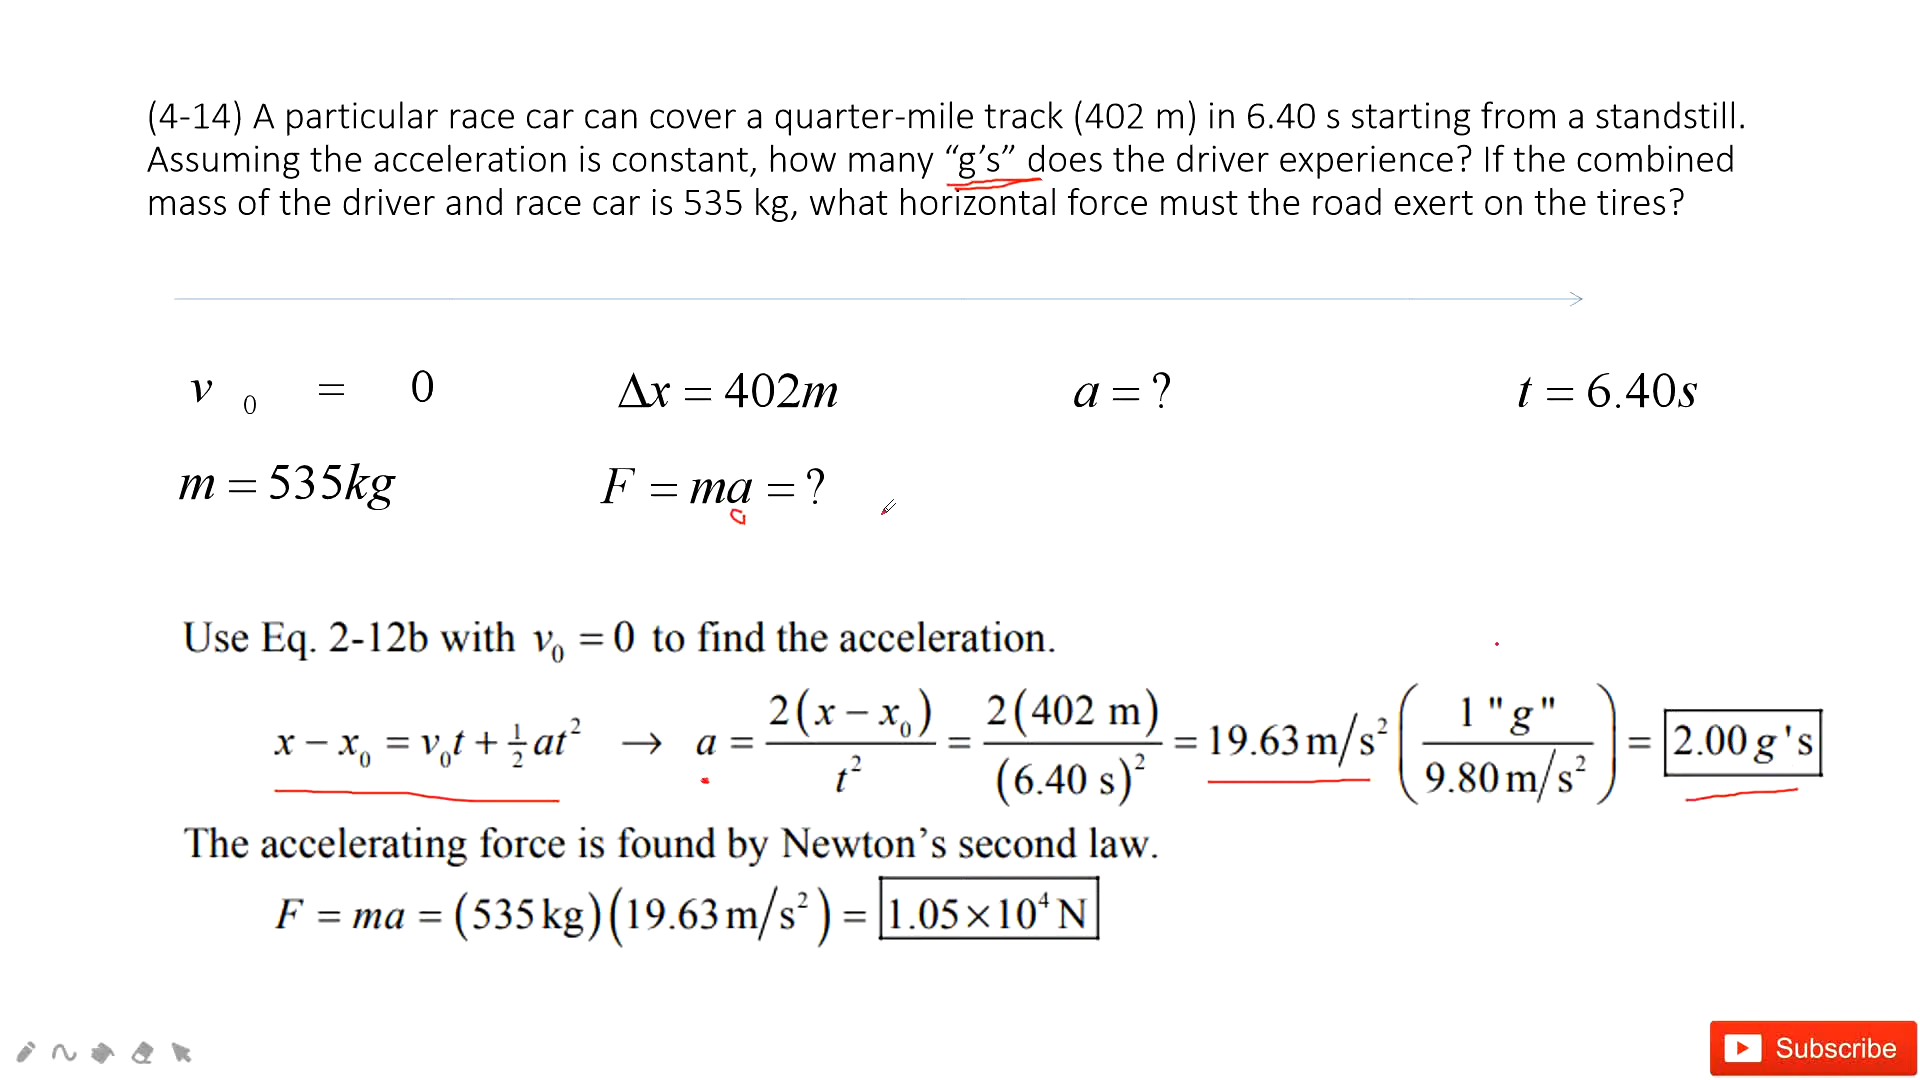 (4-14) A particular race car can cover a quarter-mile track (402 m) in 6.40 s starting from a standstill.
Assuming the acceleration is constant, how many “g’s” does the driver experience? If the combined
mass of the driver and race car is 535 kg, what horizontal force must the road exert on the tires?
v₀ = 0 Δx = 402m a = ? t = 6.40s
m = 535kg F = ma = ?
Use Eq. 2-12b with v₀ = 0 to find the acceleration.
x − x₀ = v₀t + ½at² → a = 2(x − x₀)/t² = 2(402 m)/(6.40 s)² = 19.63 m/s² (1 "g"/9.80 m/s²) = 2.00 g's
The accelerating force is found by Newton’s second law.
F = ma = (535 kg)(19.63 m/s²) = 1.05×10⁴ N
Subscribe